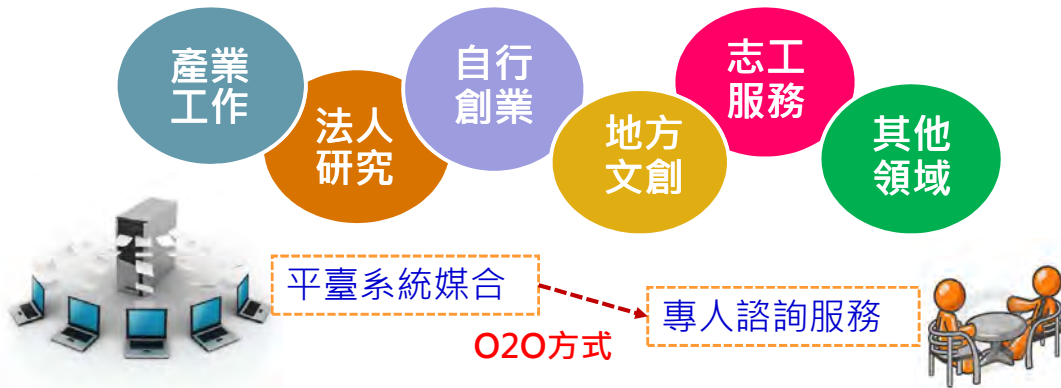 產業
工作
法人
研究
自行
創業
地方
文創
志工
服務
其他
領域
平臺系統媒合
專人諮詢服務
O2O方式